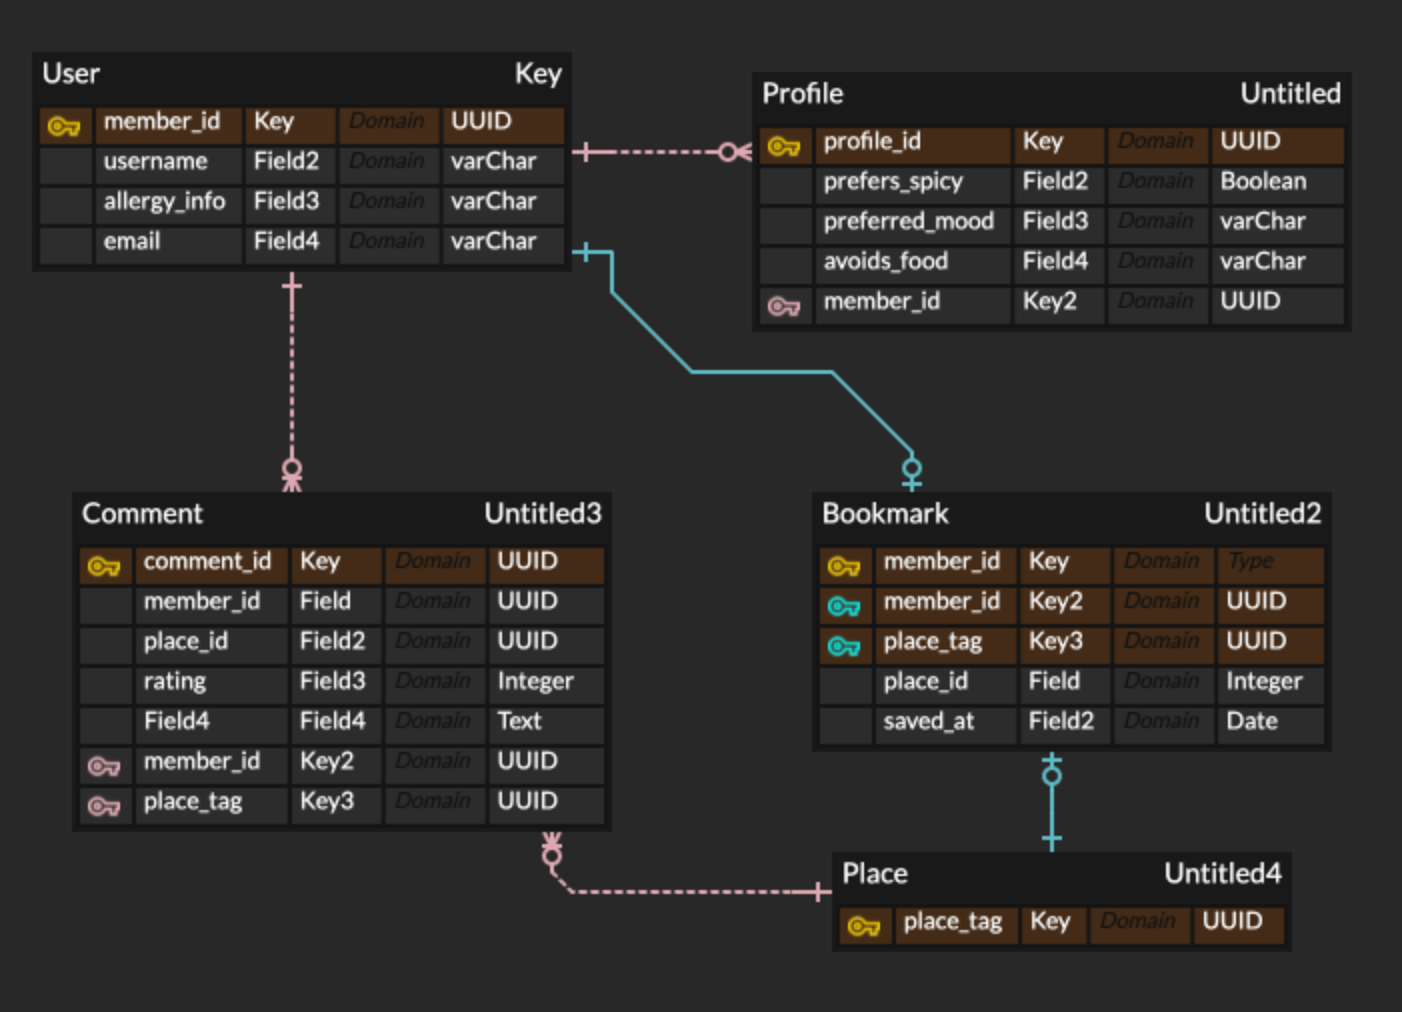 User Key
member_id Key Domain UUID
username Field2 Domain varChar
allergy_info Field3 Domain varChar
email Field4 Domain varChar
Profile Untitled
profile_id Key Domain UUID
prefers_spicy Field2 Domain Boolean
preferred_mood Field3 Domain varChar
avoids_food Field4 Domain varChar
member_id Key2 Domain UUID
Comment Untitled3
comment_id Key Domain UUID
member_id Field Domain UUID
place_id Field2 Domain UUID
rating Field3 Domain Integer
Field4 Field4 Domain Text
member_id Key2 Domain UUID
place_tag Key3 Domain UUID
Bookmark Untitled2
member_id Key Domain Type
member_id Key2 Domain UUID
place_tag Key3 Domain UUID
place_id Field Domain Integer
saved_at Field2 Domain Date
Place Untitled4
place_tag Key Domain UUID